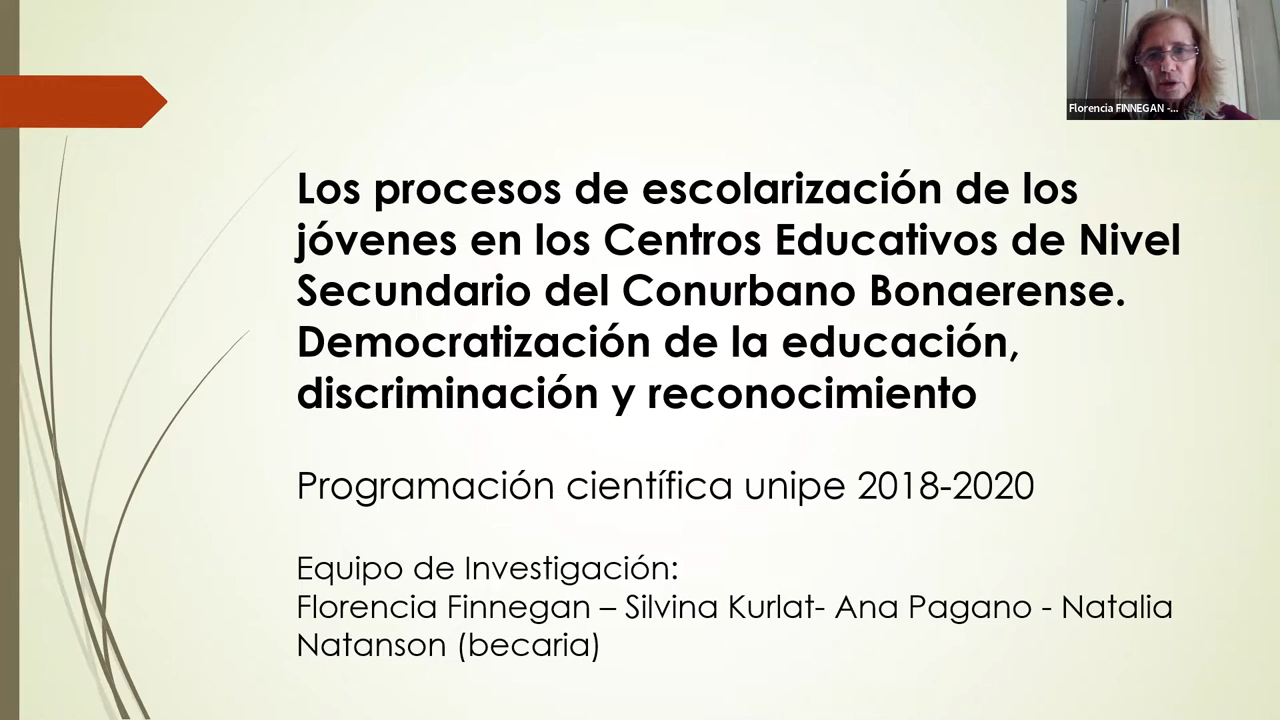 Florencia FINNEGAN -...
Los procesos de escolarización de los
jóvenes en los Centros Educativos de Nivel
Secundario del Conurbano Bonaerense.
Democratización de la educación,
discriminación y reconocimiento
Programación científica unipe 2018-2020
Equipo de Investigación:
Florencia Finnegan – Silvina Kurlat- Ana Pagano - Natalia
Natanson (becaria)